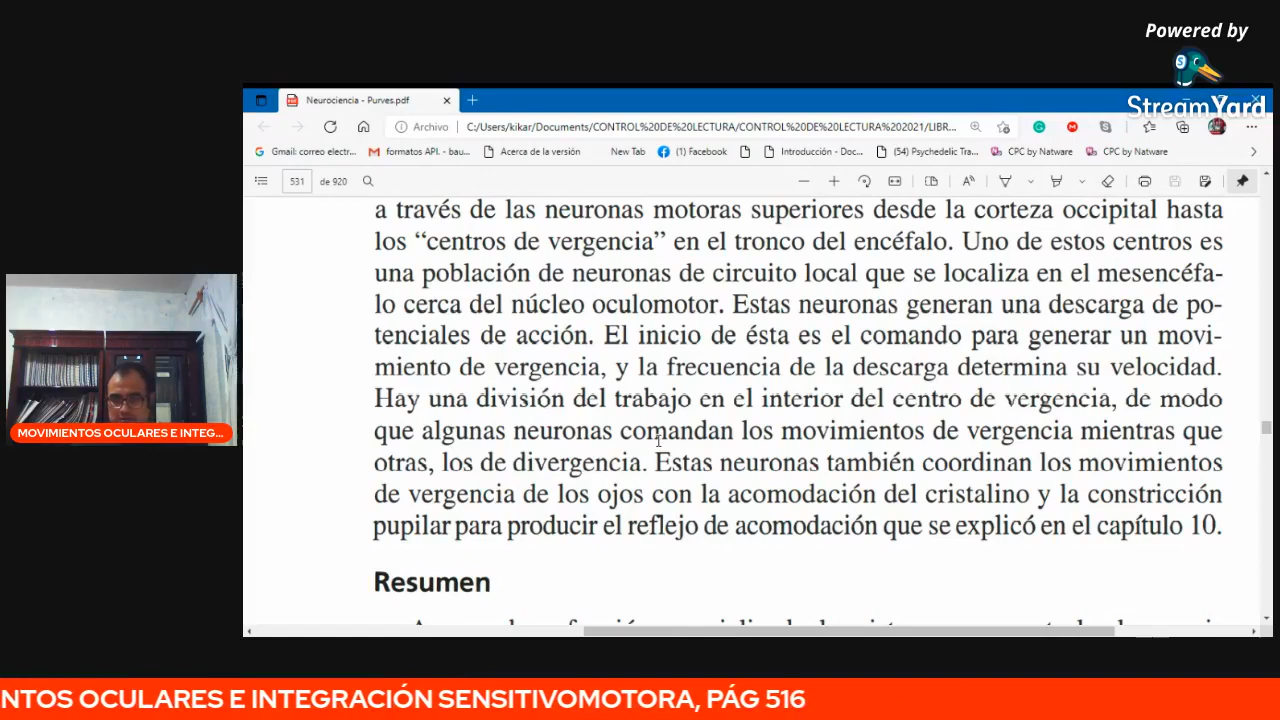 Powered by
StreamYard
Neurociencia - Purves.pdf
Archivo
C:/Users/kikar/Documents/CONTROL%20DE%20LECTURA/CONTROL%20DE%20LECTURA%202021/LIBR...
Gmail: correo electr...
formatos API. - bau...
Acerca de la versión
New Tab
(1) Facebook
Introducción - Doc...
(54) Psychedelic Tra...
CPC by Natware
CPC by Natware
531 de 920
a través de las neuronas motoras superiores desde la corteza occipital hasta
los “centros de vergencia” en el tronco del encéfalo. Uno de estos centros es
una población de neuronas de circuito local que se localiza en el mesencéfa-
lo cerca del núcleo oculomotor. Estas neuronas generan una descarga de po-
tenciales de acción. El inicio de ésta es el comando para generar un movi-
miento de vergencia, y la frecuencia de la descarga determina su velocidad.
Hay una división del trabajo en el interior del centro de vergencia, de modo
que algunas neuronas comandan los movimientos de vergencia mientras que
otras, los de divergencia. Estas neuronas también coordinan los movimientos
de vergencia de los ojos con la acomodación del cristalino y la constricción
pupilar para producir el reflejo de acomodación que se explicó en el capítulo 10.
Resumen
MOVIMIENTOS OCULARES E INTEG...
NTOS OCULARES E INTEGRACIÓN SENSITIVOMOTORA, PÁG 516